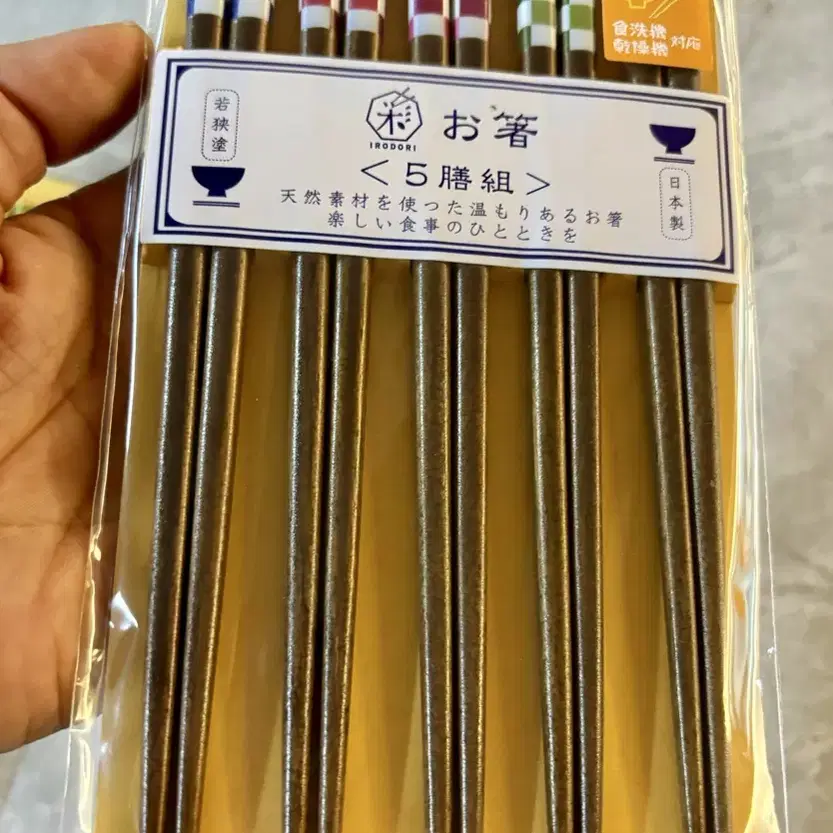 食洗機
乾燥機 対応
若狭塗
彩
IRODORI
お箸
<5膳組>
天然素材を使った温もりあるお箸
楽しい食事のひとときを
日本製